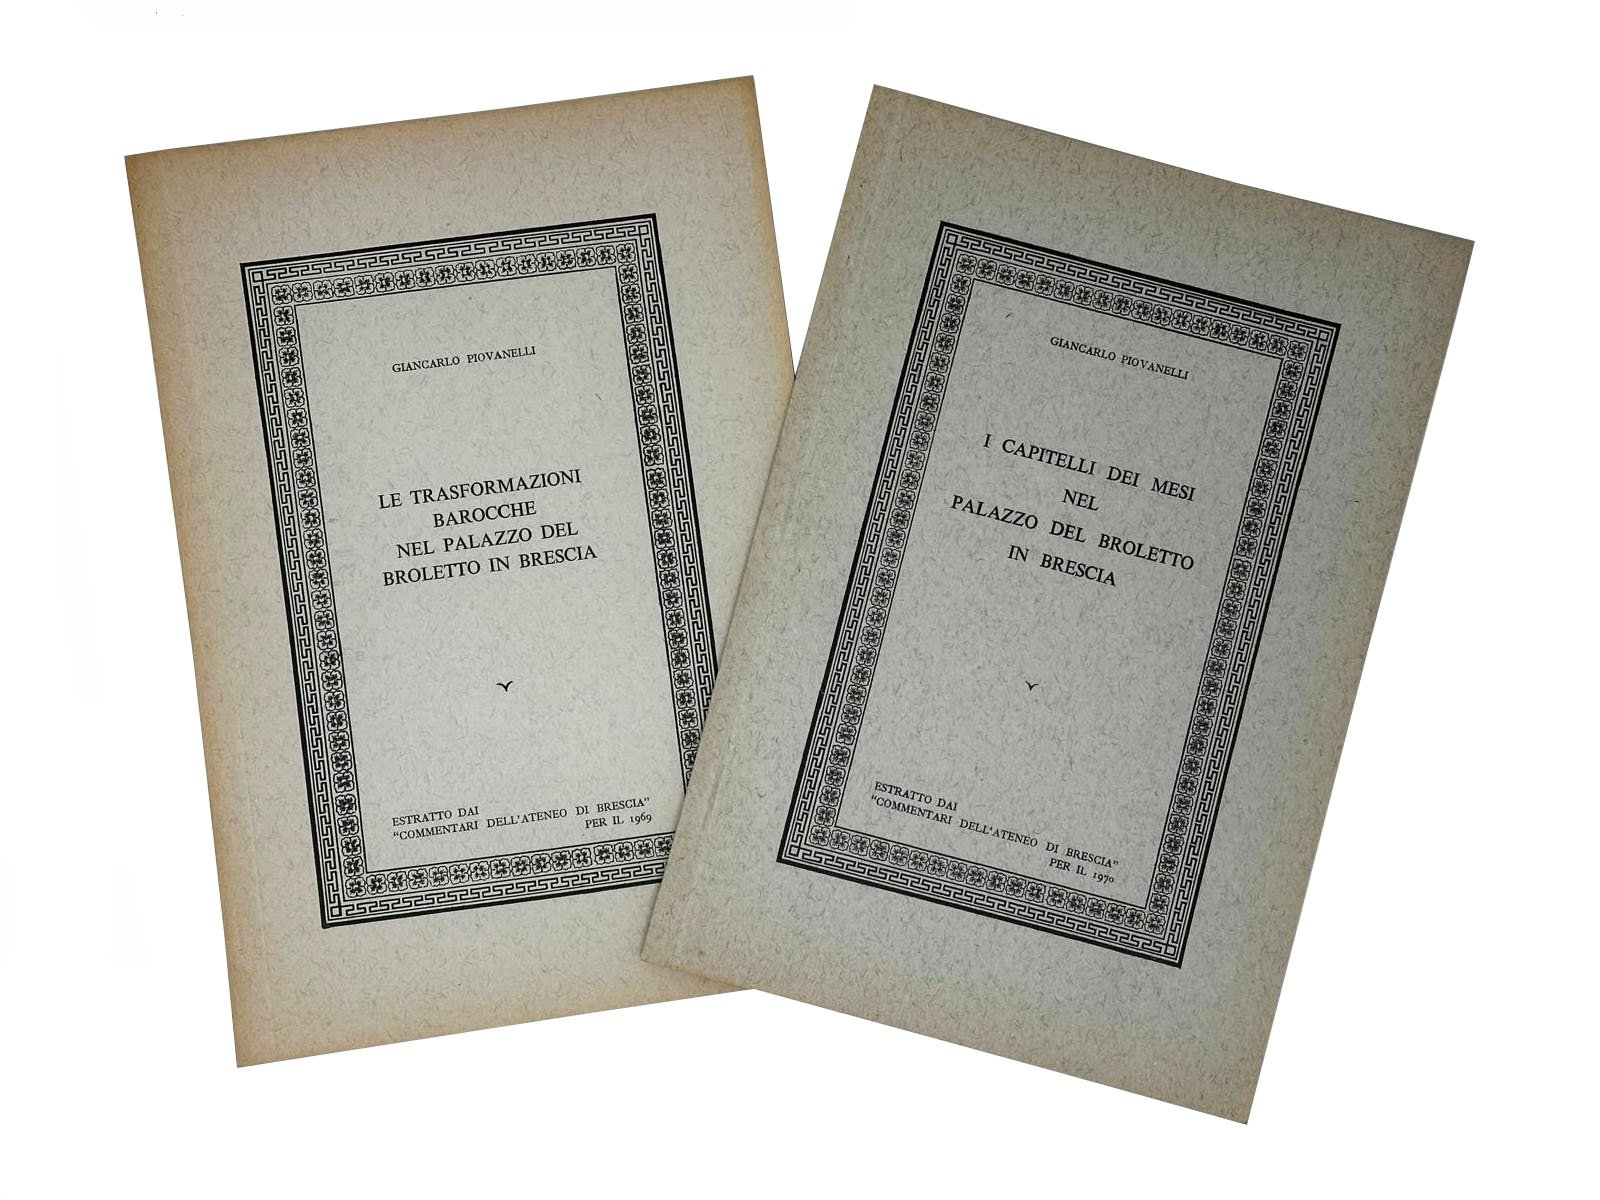 GIANCARLO PIOVANELLI
LE TRASFORMAZIONI
BAROCCHE
NEL PALAZZO DEL
BROLETTO IN BRESCIA
ESTRATTO DAI
“COMMENTARI DELL'ATENEO DI BRESCIA”
PER IL 1969
GIANCARLO PIOVANELLI
I CAPITELLI DEI MESI
NEL
PALAZZO DEL BROLETTO
IN BRESCIA
ESTRATTO DAI
“COMMENTARI DELL'ATENEO DI BRESCIA”
PER IL 1970